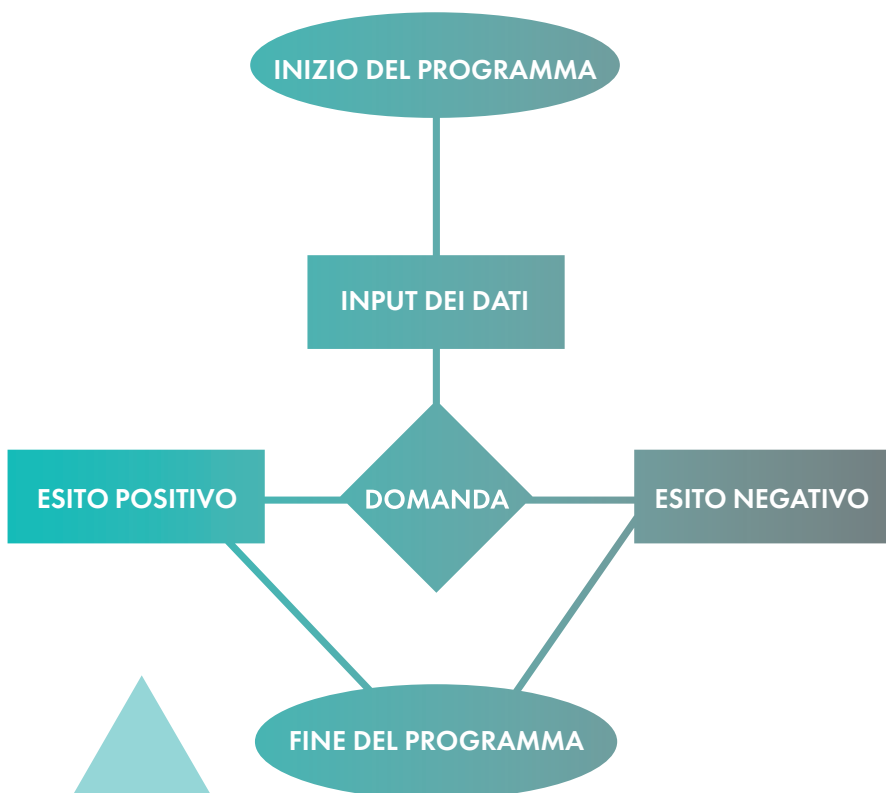 INIZIO DEL PROGRAMMA
INPUT DEI DATI
ESITO POSITIVO
DOMANDA
ESITO NEGATIVO
FINE DEL PROGRAMMA